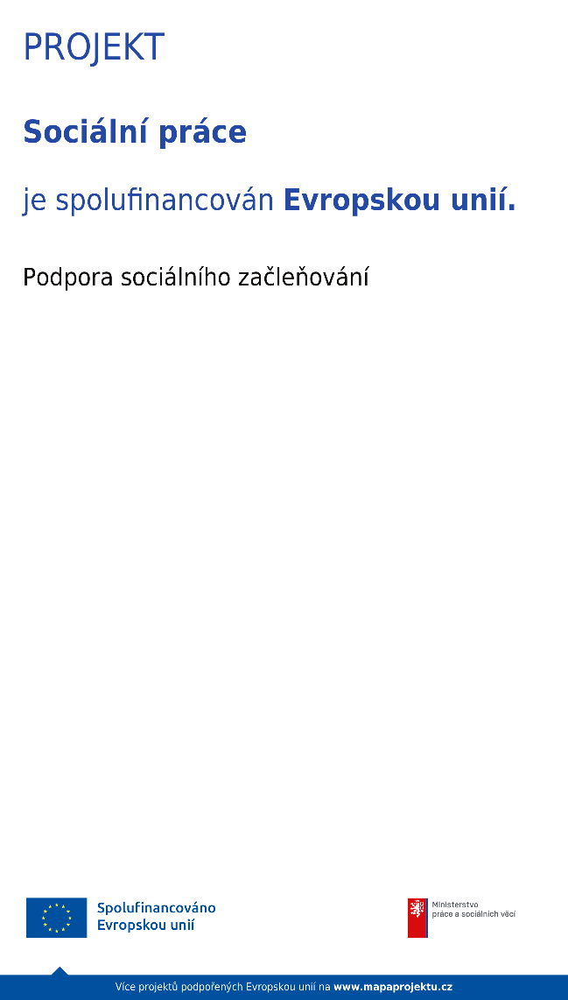 PROJEKT
Sociální práce
je spolufinancován Evropskou unií.
Podpora sociálního začleňování
Spolufinancováno
Evropskou unií
Ministerstvo
práce a sociálních věcí
Více projektů podpořených Evropskou unií na www.mapaprojektu.cz